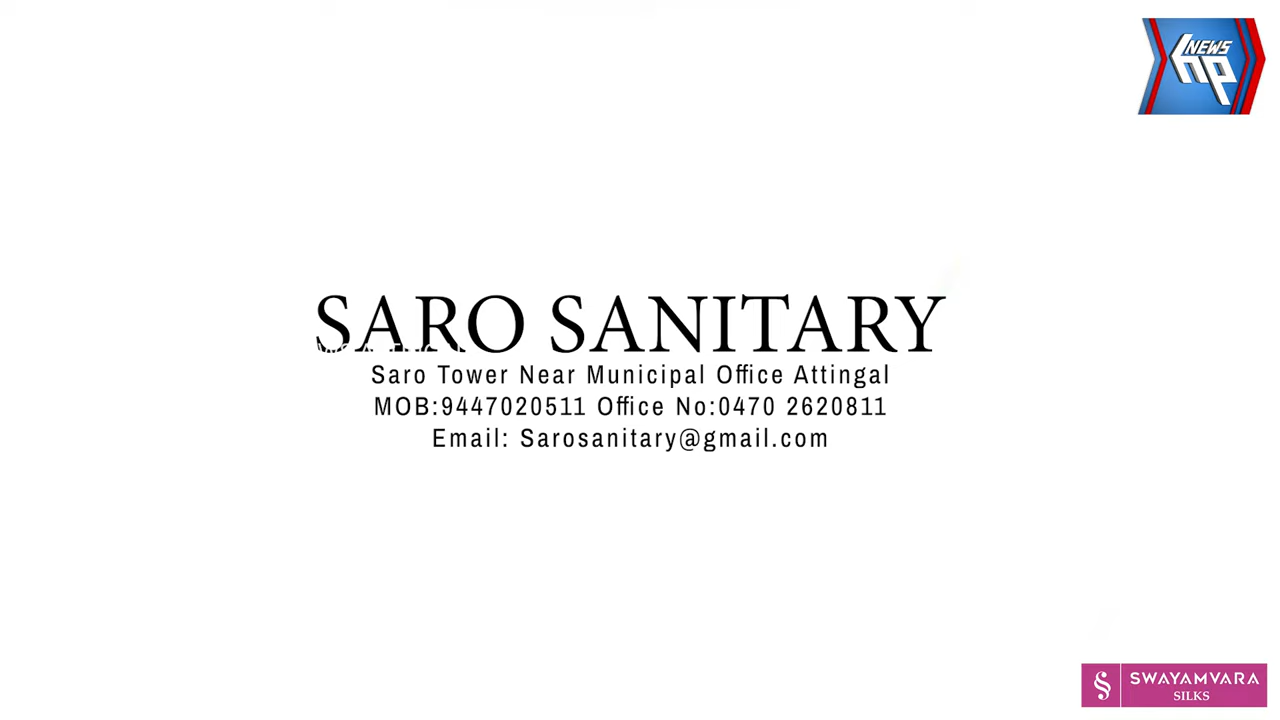 NEWS
hp
SARO SANITARY
Saro Tower Near Municipal Office Attingal
MOB:9447020511 Office No:0470 2620811
Email: Sarosanitary@gmail.com
SWAYAMVARA
SILKS